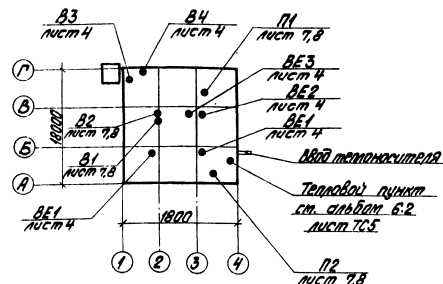 В3
лист 4
В4
лист 4
П1
лист 7,8
ВЕ3
лист 4
ВЕ2
лист 4
ВЕ1
лист 4
Ввод теплоносителя
Тепловой пункт
см. альбом 6.2
лист ТС5
П2
лист 7,8
В2
лист 7,8
В1
лист 7,8
ВЕ1
лист 4
Г
В
Б
А
18000
1800
1
2
3
4